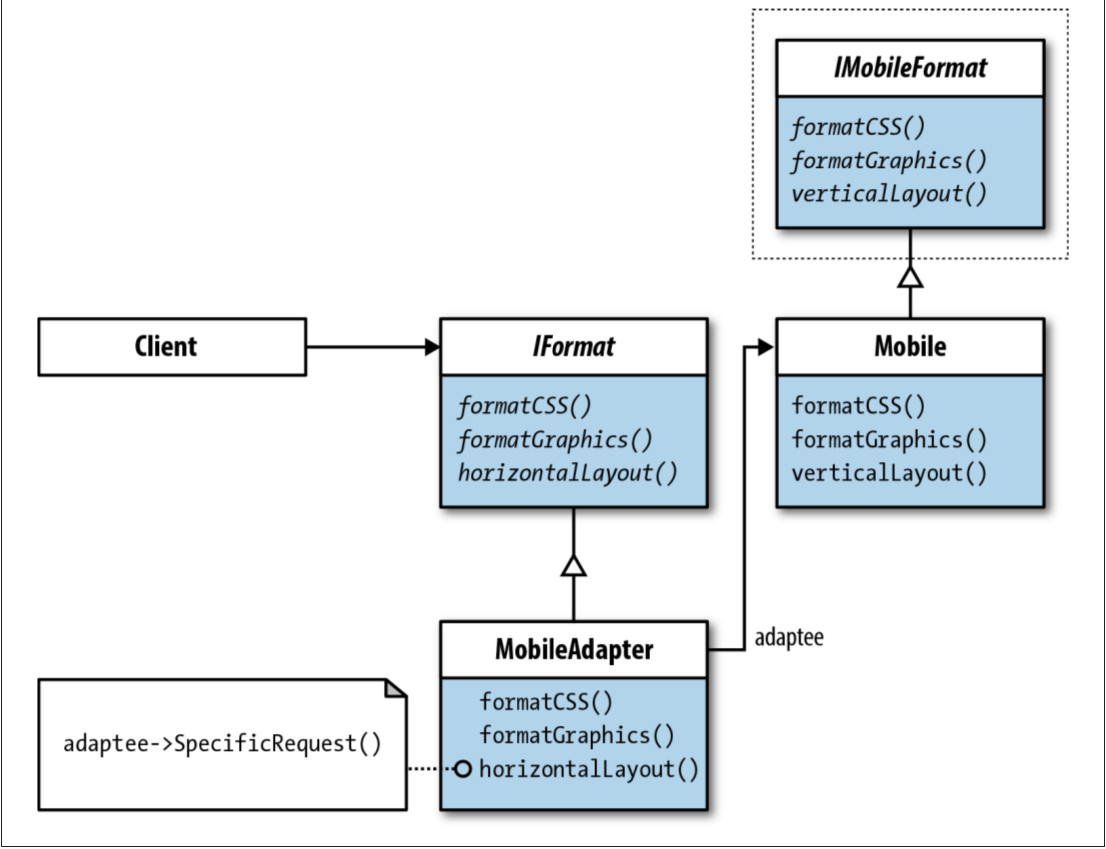 IMobileFormat
formatCSS()
formatGraphics()
verticalLayout()
Client
IFormat
formatCSS()
formatGraphics()
horizontalLayout()
Mobile
formatCSS()
formatGraphics()
verticalLayout()
adaptee
MobileAdapter
formatCSS()
formatGraphics()
horizontalLayout()
adaptee->SpecificRequest()